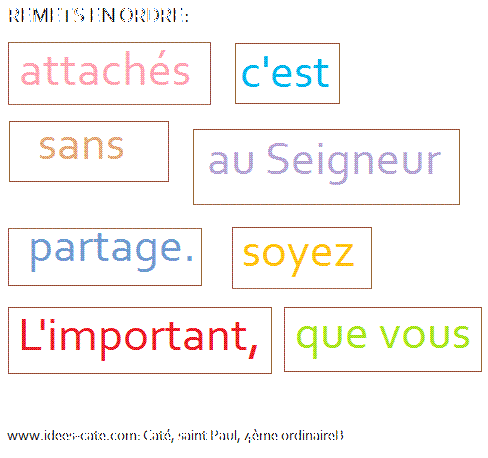 REMETS EN ORDRE:
attachés c'est
sans au Seigneur
partage. soyez
L'important, que vous
www.idees-cate.com: Caté, saint Paul, 4ème ordinaireB